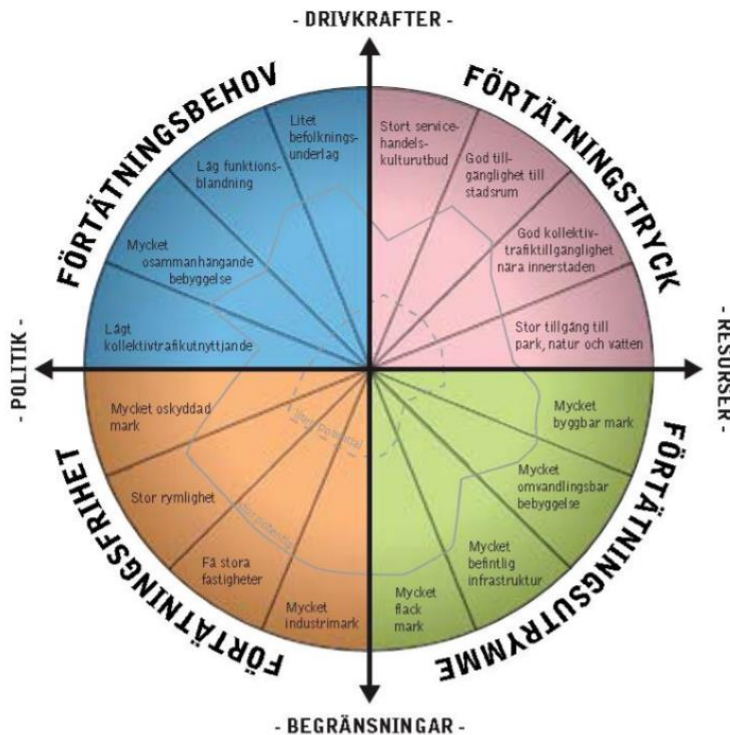 - DRIVKRAFTER -
FÖRTÄTNINGSBEHOV
FÖRTÄTNINGSTRYCK
Litet
befolknings-
underlag
Låg funktions-
blandning
Mycket
osammanhängande
bebyggelse
Lågt
kollektivtrafikutnyttjande
Stort service-
handels-
kulturutbud
God till-
gänglighet till
stadsrum
God kollektiv-
trafiktillgänglighet
nära innerstaden
Stor tillgång till
park, natur och vatten
- POLITIK -
- RESURSER -
Mycket oskyddad
mark
Stor rymlighet
Få stora
fastigheter
Mycket
industrimark
Mycket
byggbar mark
Mycket
omvandlingsbar
bebyggelse
Mycket
befintlig
infrastruktur
Mycket
flack
mark
potential
FÖRTÄTNINGSFRIHET
FÖRTÄTNINGSUTRYMME
- BEGRÄNSNINGAR -